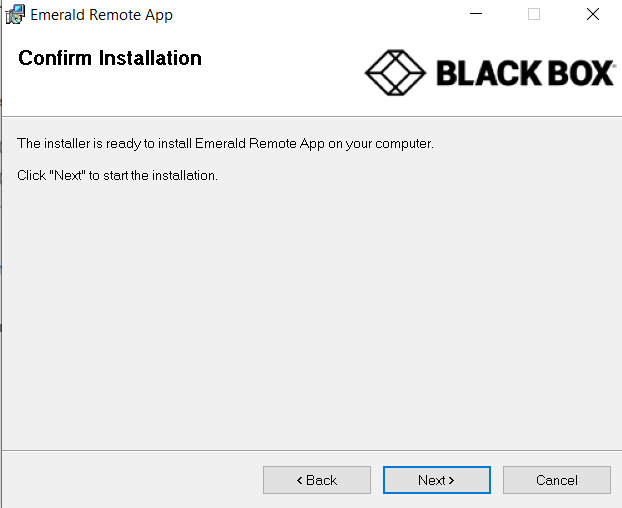 Emerald Remote App
Confirm Installation
BLACK BOX
The installer is ready to install Emerald Remote App on your computer.
Click "Next" to start the installation.
< Back
Next >
Cancel